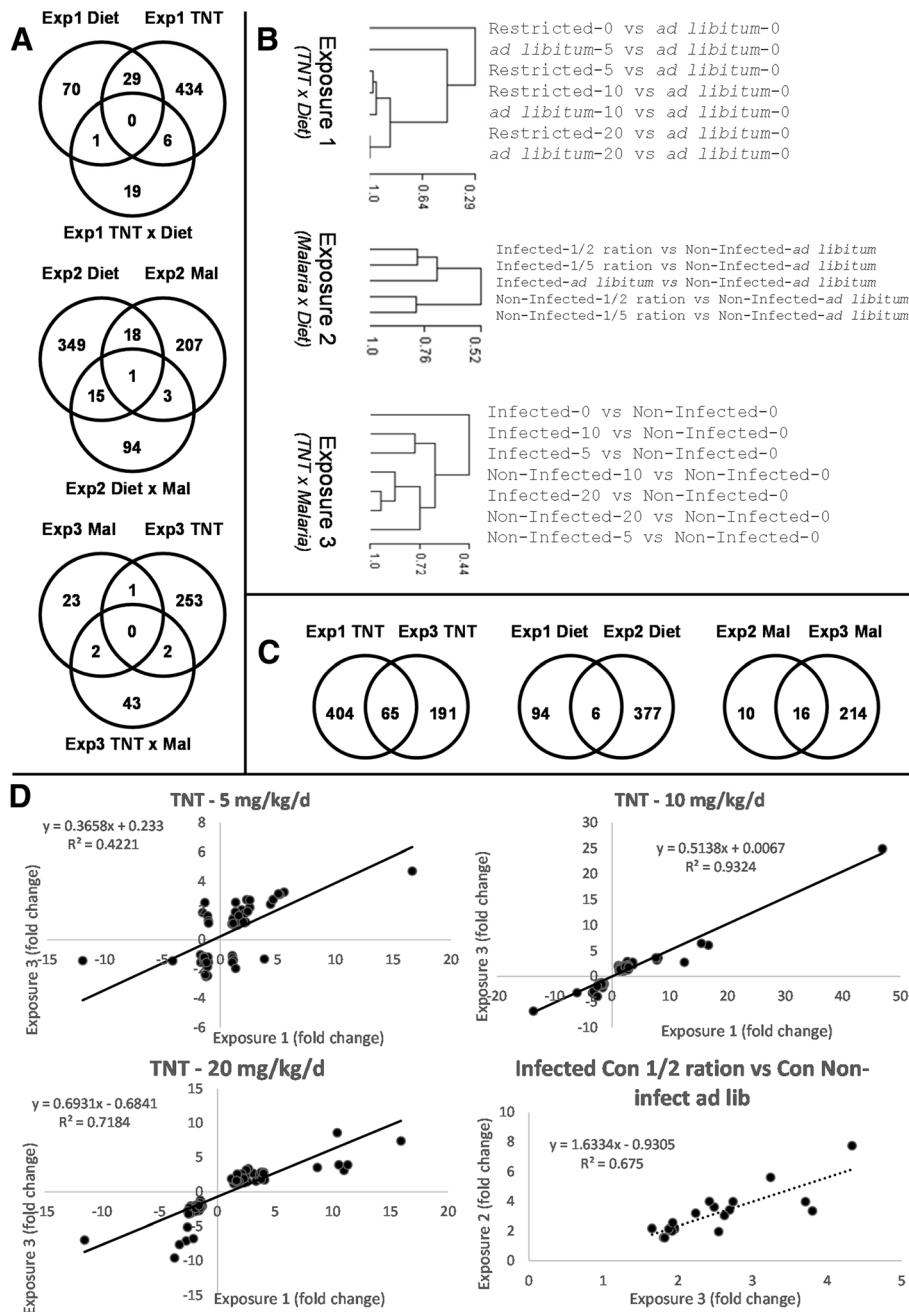 A
Exp1 Diet
Exp1 TNT
70
29
434
0
1
6
19
Exp1 TNT x Diet
Exp2 Diet
Exp2 Mal
349
18
207
1
15
3
94
Exp2 Diet x Mal
Exp3 Mal
Exp3 TNT
23
1
253
0
2
2
43
Exp3 TNT x Mal
B
Exposure 1
(TNT x Diet)
Restricted-0 vs ad libitum-0
ad libitum-5 vs ad libitum-0
Restricted-5 vs ad libitum-0
Restricted-10 vs ad libitum-0
ad libitum-10 vs ad libitum-0
Restricted-20 vs ad libitum-0
ad libitum-20 vs ad libitum-0
1.0
0.64
0.29
Exposure 2
(Malaria x Diet)
Infected-1/2 ration vs Non-Infected-ad libitum
Infected-1/5 ration vs Non-Infected-ad libitum
Infected-ad libitum vs Non-Infected-ad libitum
Non-Infected-1/2 ration vs Non-Infected-ad libitum
Non-Infected-1/5 ration vs Non-Infected-ad libitum
1.0
0.76
0.52
Exposure 3
(TNT x Malaria)
Infected-0 vs Non-Infected-0
Infected-10 vs Non-Infected-0
Infected-5 vs Non-Infected-0
Non-Infected-10 vs Non-Infected-0
Infected-20 vs Non-Infected-0
Non-Infected-20 vs Non-Infected-0
Non-Infected-5 vs Non-Infected-0
1.0
0.72
0.44
C
Exp1 TNT
Exp3 TNT
404
65
191
Exp1 Diet
Exp2 Diet
94
6
377
Exp2 Mal
Exp3 Mal
10
16
214
D
TNT - 5 mg/kg/d
y = 0.3658x + 0.233
R² = 0.4221
8
6
4
2
0
-2
-4
-6
-15
-10
-5
0
5
10
15
20
Exposure 3 (fold change)
Exposure 1 (fold change)
TNT - 10 mg/kg/d
y = 0.5138x + 0.0067
R² = 0.9324
30
25
20
15
10
5
0
-5
-10
-20
-10
0
10
20
30
40
50
Exposure 3 (fold change)
Exposure 1 (fold change)
TNT - 20 mg/kg/d
y = 0.6931x - 0.6841
R² = 0.7184
15
10
5
0
-5
-10
-15
-15
-10
-5
0
5
10
15
20
Exposure 3 (fold change)
Exposure 1 (fold change)
Infected Con 1/2 ration vs Con Non-
infect ad lib
y = 1.6334x - 0.9305
R² = 0.675
10
8
6
4
2
0
0
1
2
3
4
5
Exposure 2 (fold change)
Exposure 3 (fold change)